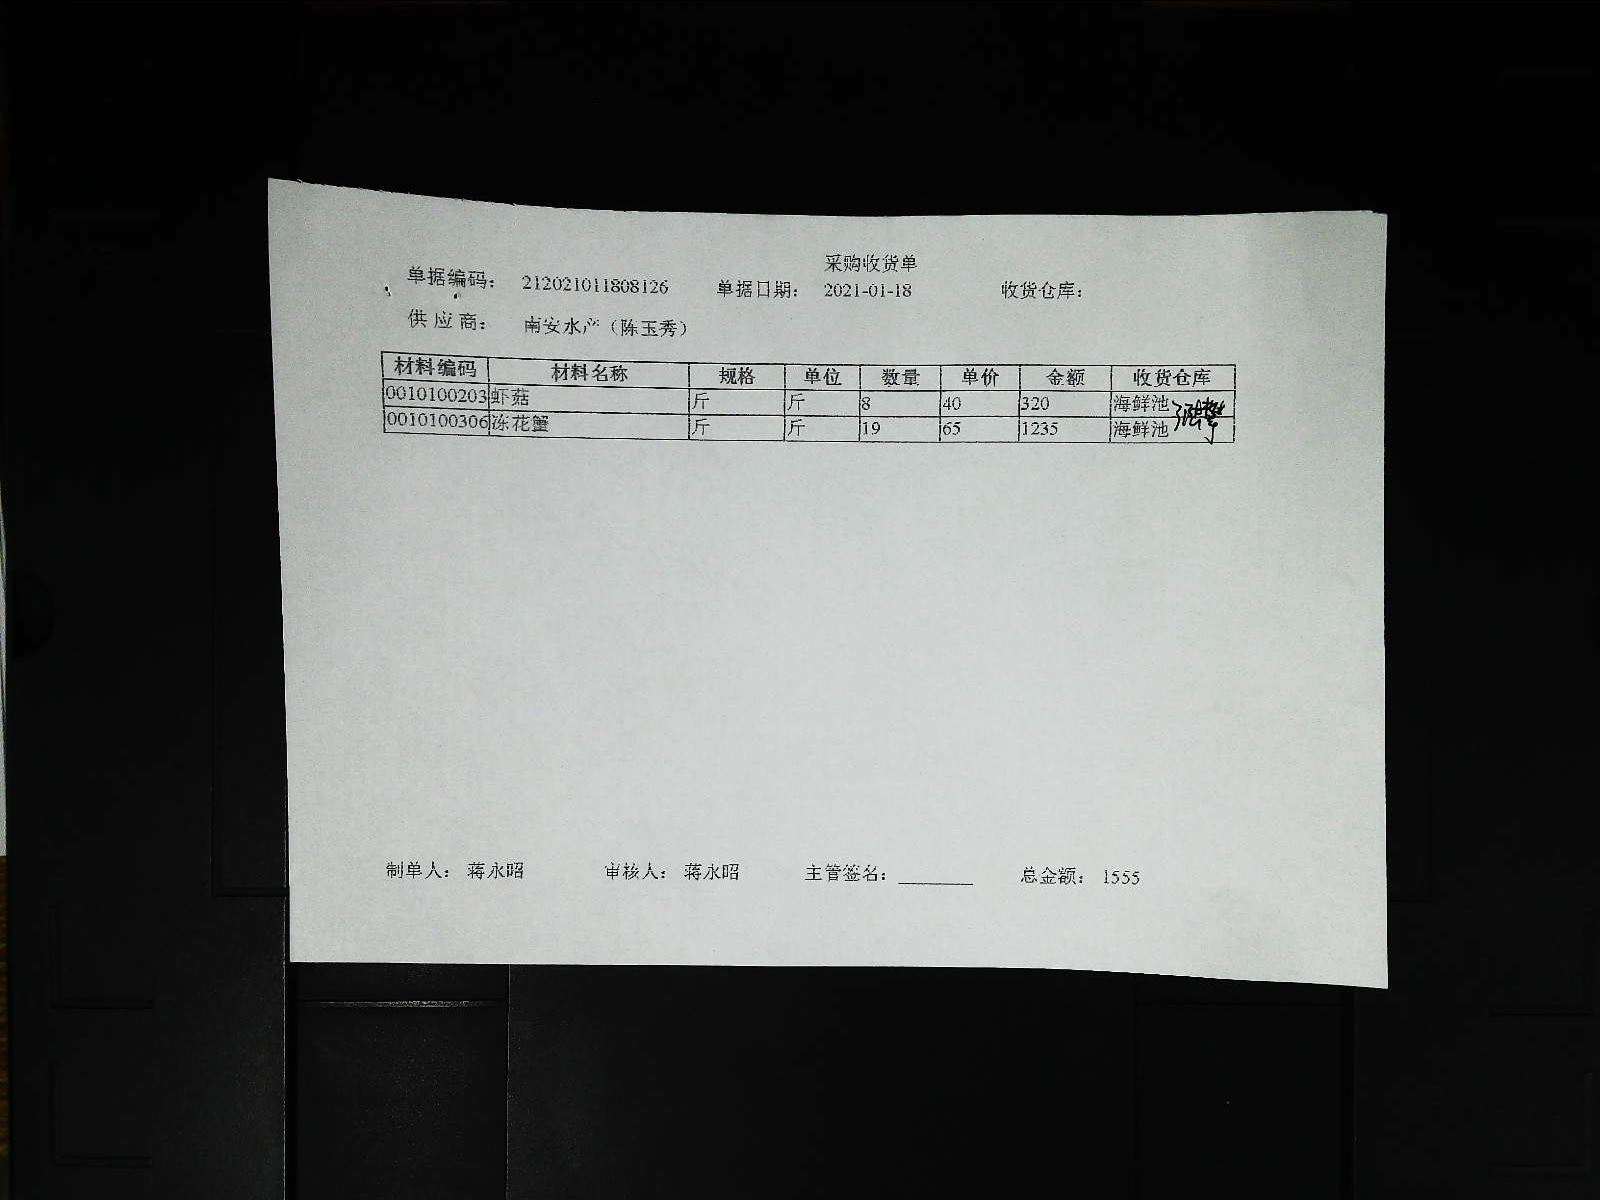 采购收货单
单据编码: 212021011808126 单据日期: 2021-01-18 收货仓库:
供 应 商: 南安水产（陈玉秀）
材料编码 材料名称 规格 单位 数量 单价 金额 收货仓库
0010100203 虾菇 斤 斤 8 40 320 海鲜池
0010100306 冻花蟹 斤 斤 19 65 1235 海鲜池
制单人: 蒋永昭 审核人: 蒋永昭 主管签名: 总金额: 1555